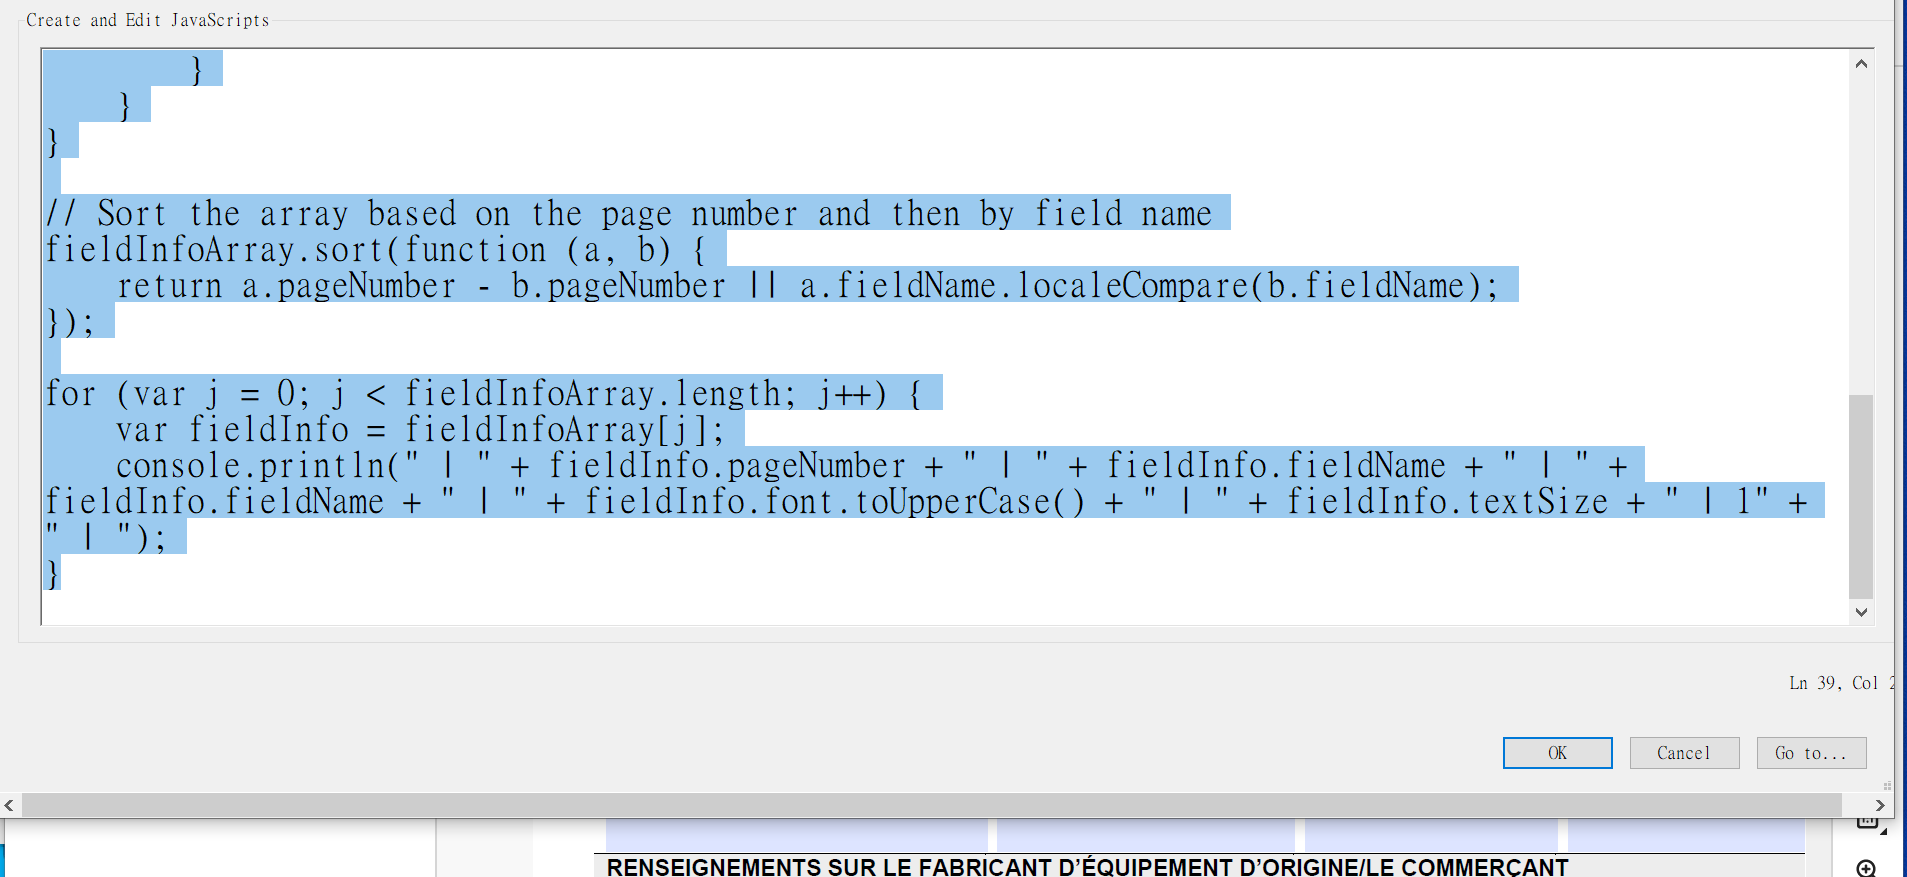 Create and Edit JavaScripts
}
}
}
// Sort the array based on the page number and then by field name
fieldInfoArray.sort(function (a, b) {
return a.pageNumber - b.pageNumber || a.fieldName.localeCompare(b.fieldName);
});
for (var j = 0; j < fieldInfoArray.length; j++) {
var fieldInfo = fieldInfoArray[j];
console.println(" | " + fieldInfo.pageNumber + " | " + fieldInfo.fieldName + " | " +
fieldInfo.fieldName + " | " + fieldInfo.font.toUpperCase() + " | " + fieldInfo.textSize + " | 1" +
" | ");
}
Ln 39, Col
OK
Cancel
Go to...
RENSEIGNEMENTS SUR LE FABRICANT D'ÉQUIPEMENT D'ORIGINE/LE COMMERÇANT